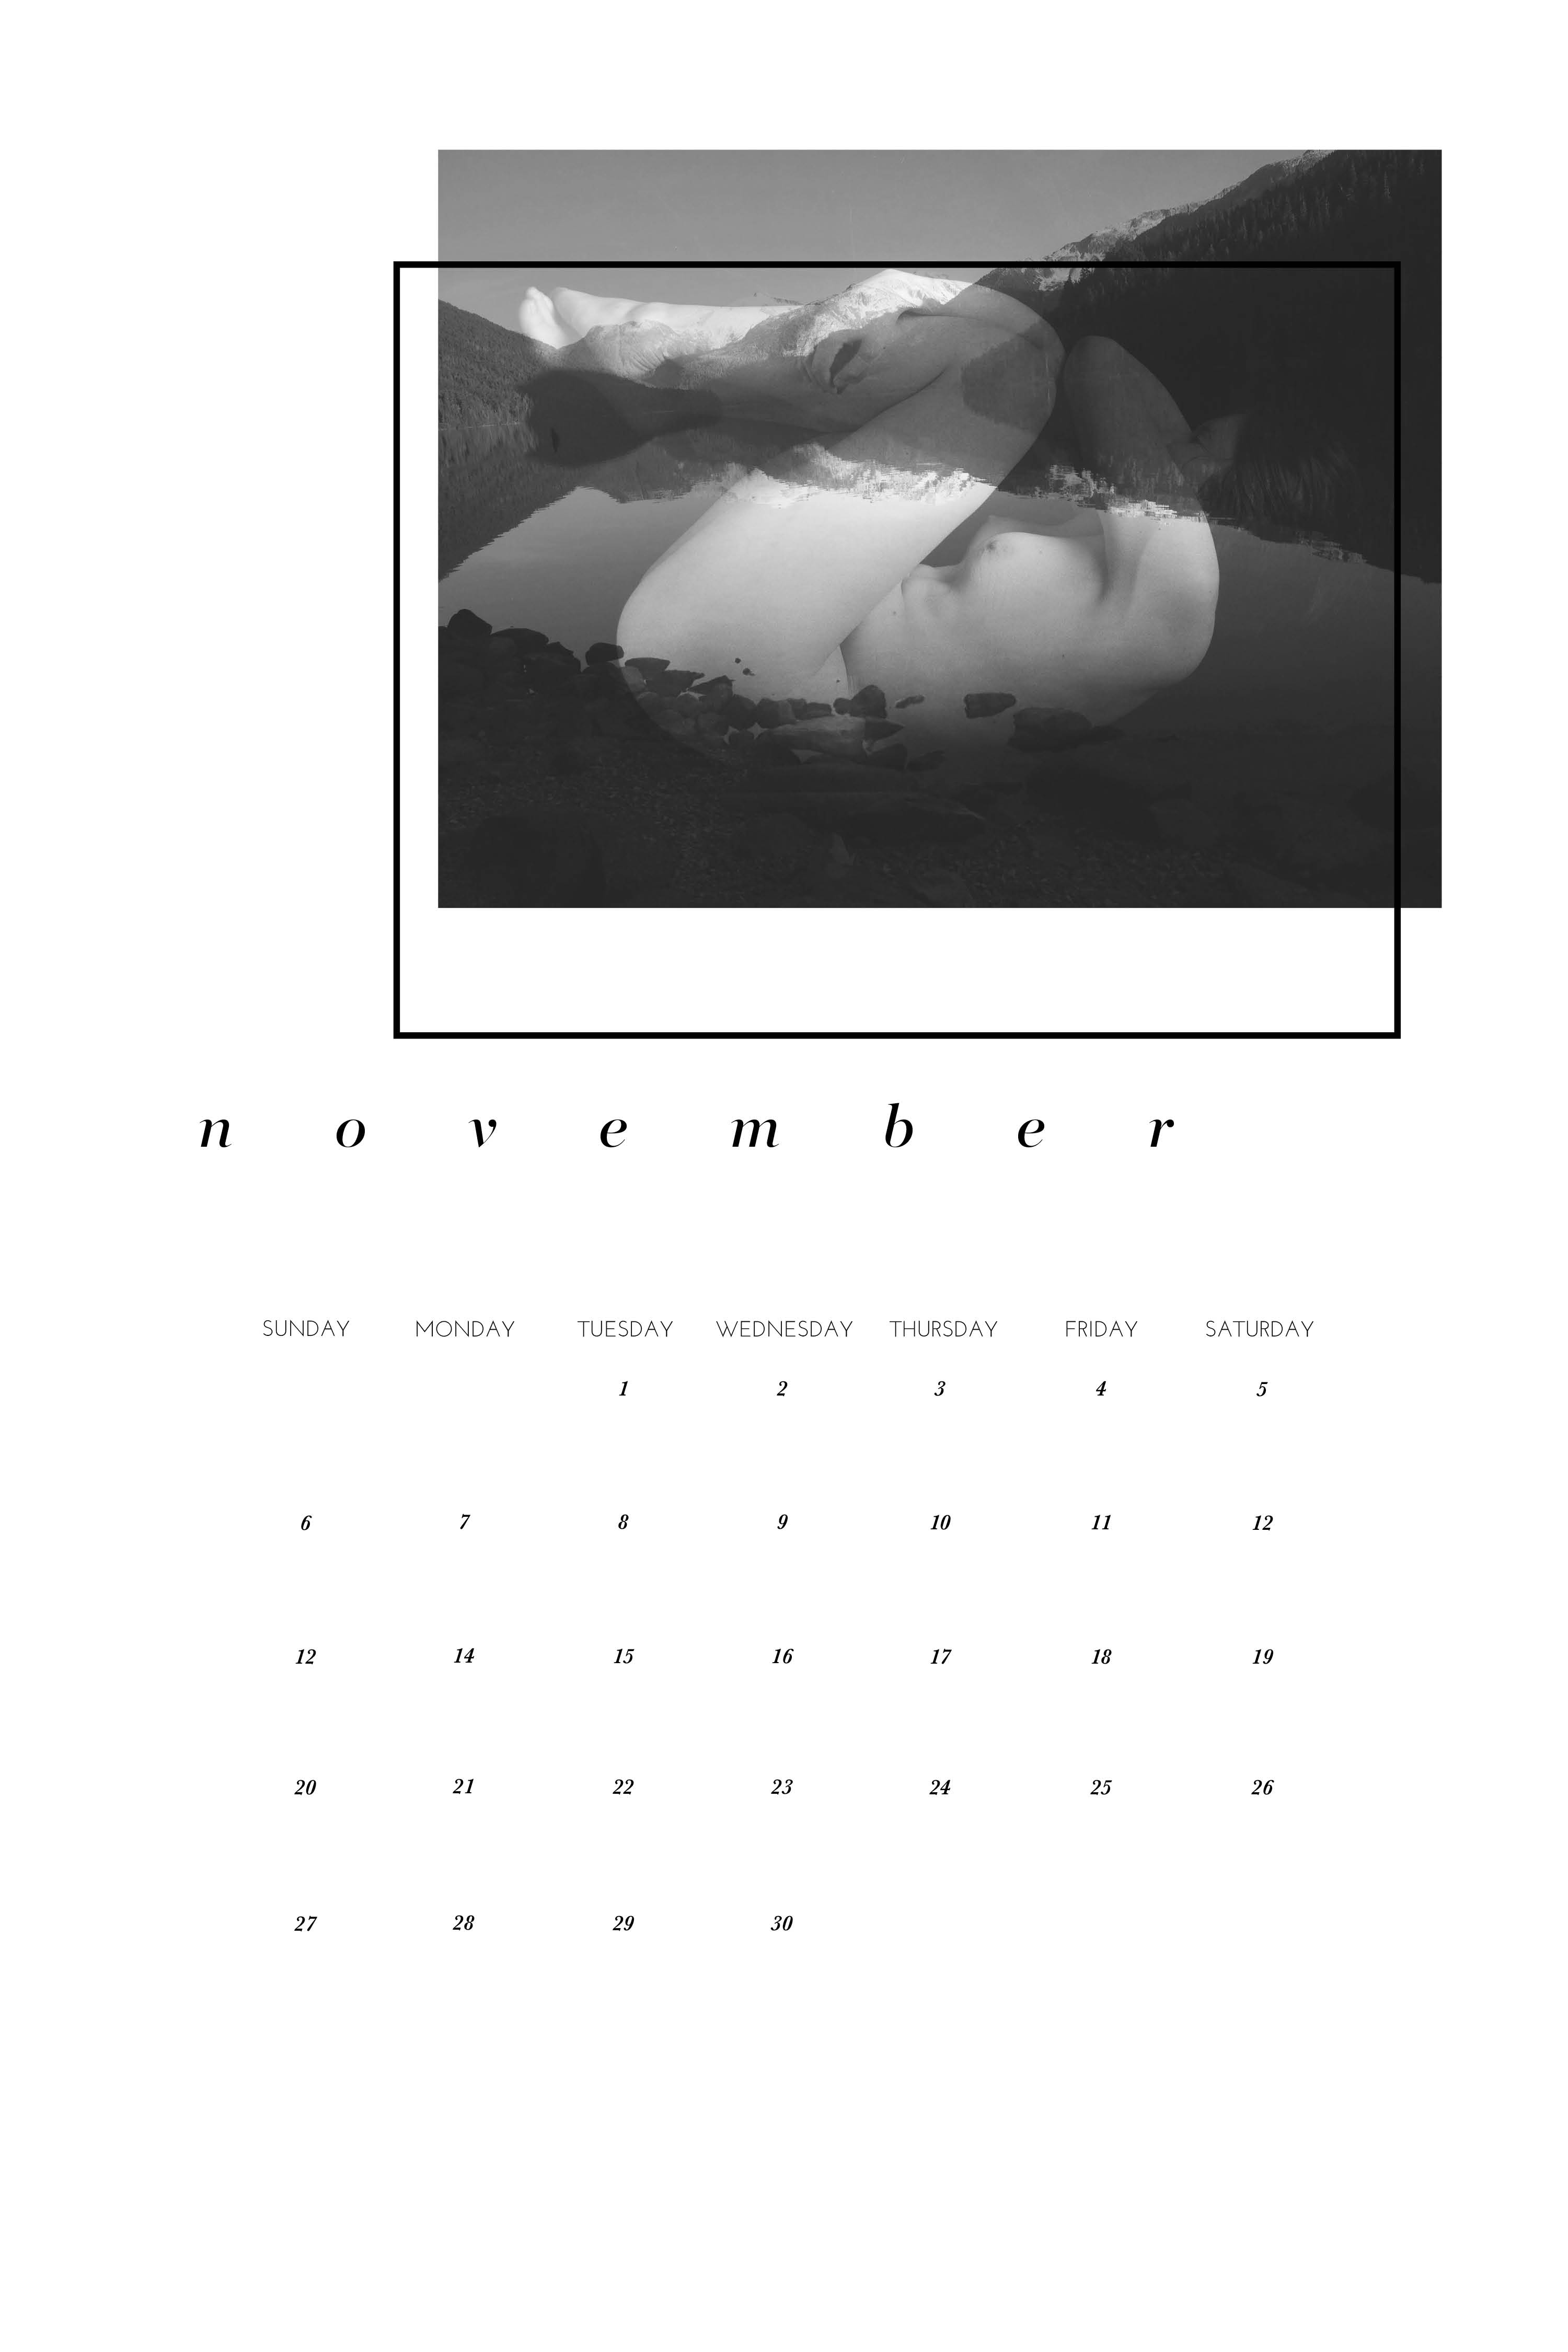 n o v e m b e r
SUNDAY MONDAY TUESDAY WEDNESDAY THURSDAY FRIDAY SATURDAY
1 2 3 4 5
6 7 8 9 10 11 12
12 14 15 16 17 18 19
20 21 22 23 24 25 26
27 28 29 30